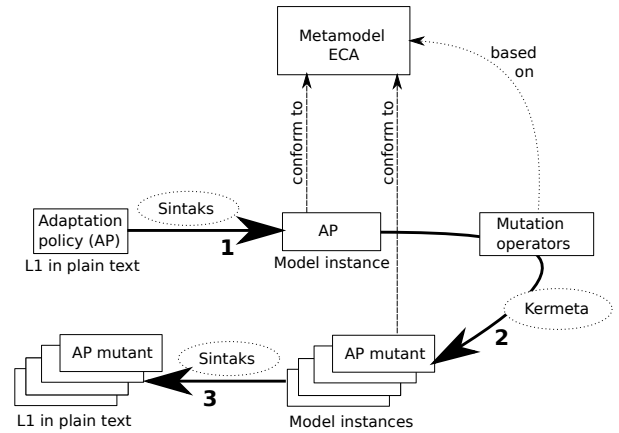 Metamodel
ECA
based
on
conform to
conform to
Sintaks
Adaptation
policy (AP)
1
AP
Mutation
operators
L1 in plain text
Model instance
Kermeta
2
AP mutant
Sintaks
AP mutant
3
L1 in plain text
Model instances